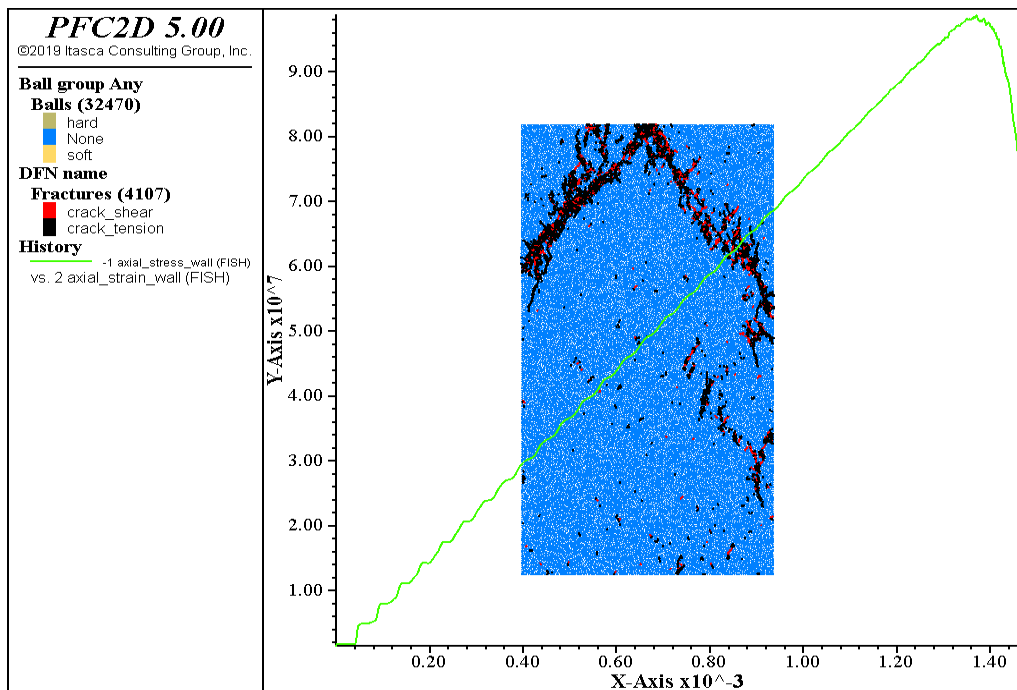 PFC2D 5.00
©2019 Itasca Consulting Group, Inc.
Ball group Any
Balls (32470)
hard
None
soft
DFN name
Fractures (4107)
crack_shear
crack_tension
History
-1 axial_stress_wall (FISH)
vs. 2 axial_strain_wall (FISH)
Y-Axis x10^7
9.00
8.00
7.00
6.00
5.00
4.00
3.00
2.00
1.00
0.20
0.40
0.60
0.80
1.00
1.20
1.40
X-Axis x10^-3